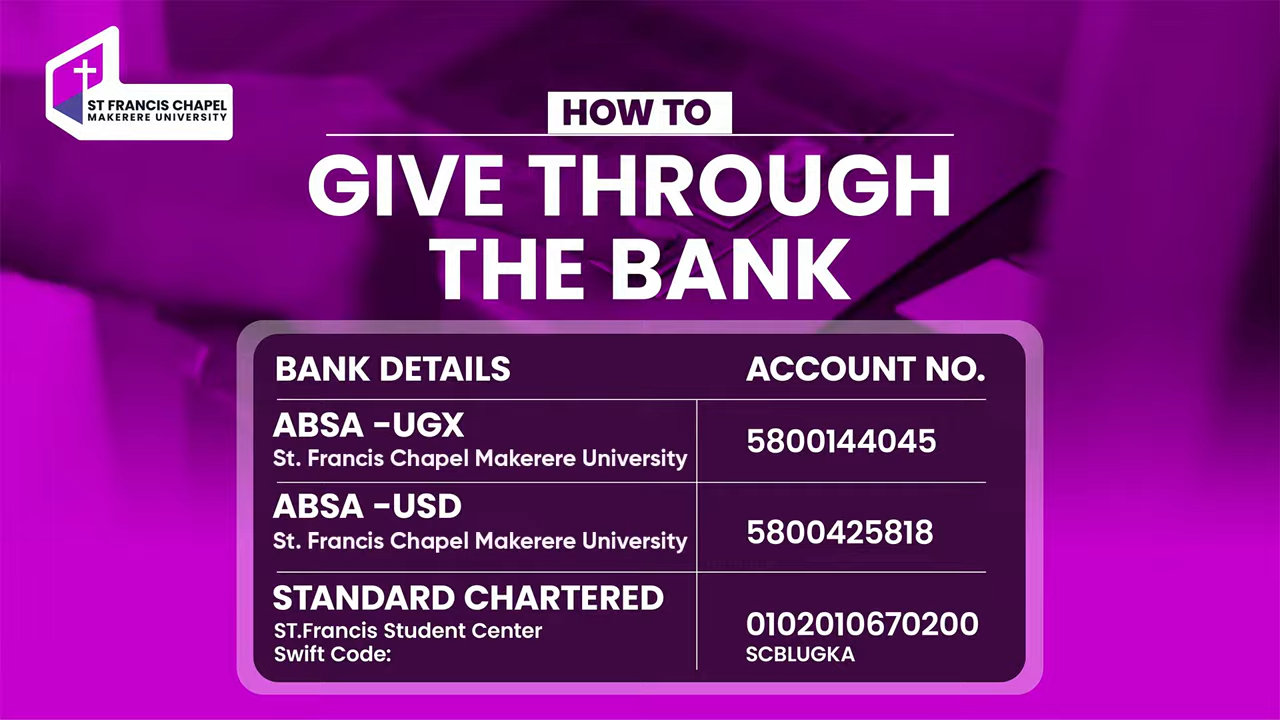 ST FRANCIS CHAPEL
MAKERERE UNIVERSITY
HOW TO
GIVE THROUGH
THE BANK
BANK DETAILS ACCOUNT NO.
ABSA -UGX
St. Francis Chapel Makerere University
5800144045
ABSA -USD
St. Francis Chapel Makerere University
5800425818
STANDARD CHARTERED
ST.Francis Student Center
0102010670200
Swift Code: SCBLUGKA